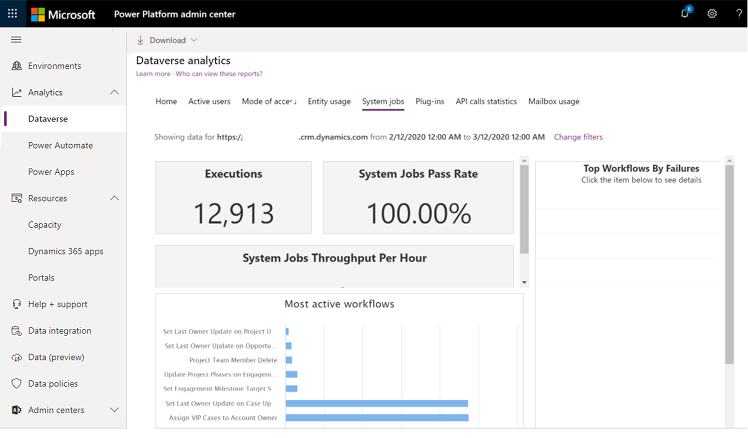 Microsoft
Power Platform admin center
6
?
Download
Environments
Analytics
Dataverse
Power Automate
Power Apps
Resources
Capacity
Dynamics 365 apps
Portals
Help + support
Data integration
Data (preview)
Data policies
Admin centers
Dataverse analytics
Learn more · Who can view these reports?
Home Active users Mode of Entity usage System jobs Plug-ins API calls statistics Mailbox usage
Showing data for https:/ .crm.dynamics.com from 2/12/2020 12:00 AM to 3/12/2020 12:00 AM Change filters
Executions
12,913
System Jobs Pass Rate
100.00%
System Jobs Throughput Per Hour
Top Workflows By Failures
Click the item below to see details
Most active workflows
Set Last Owner Update on Project U...
Set Last Owner Update on Opportu...
Project Team Member Delete
Update Project Phases on Engagem...
Set Engagement Milestone Target S...
Set Last Owner Update on Case Up...
Assign VIP Cases to Account Owner